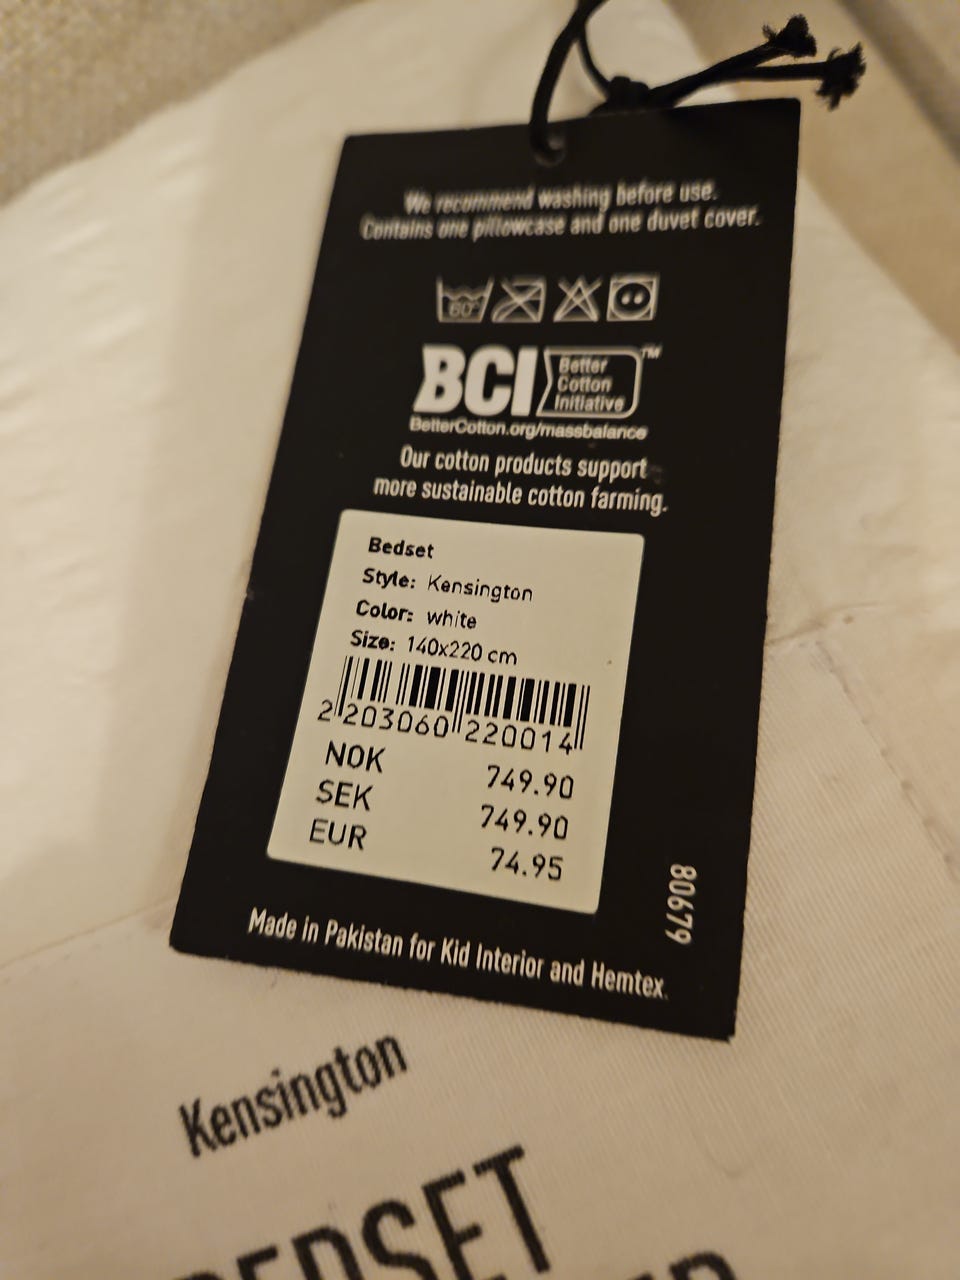 We recommend washing before use.
Contains one pillowcase and one duvet cover.
60°
BCI Better Cotton Initiative™
BetterCotton.org/massbalance
Our cotton products support
more sustainable cotton farming.
Bedset
Style: Kensington
Color: white
Size: 140x220 cm
2 203060 220014
NOK 749.90
SEK 749.90
EUR 74.95
80679
Made in Pakistan for Kid Interior and Hemtex.
Kensington
BEDSET